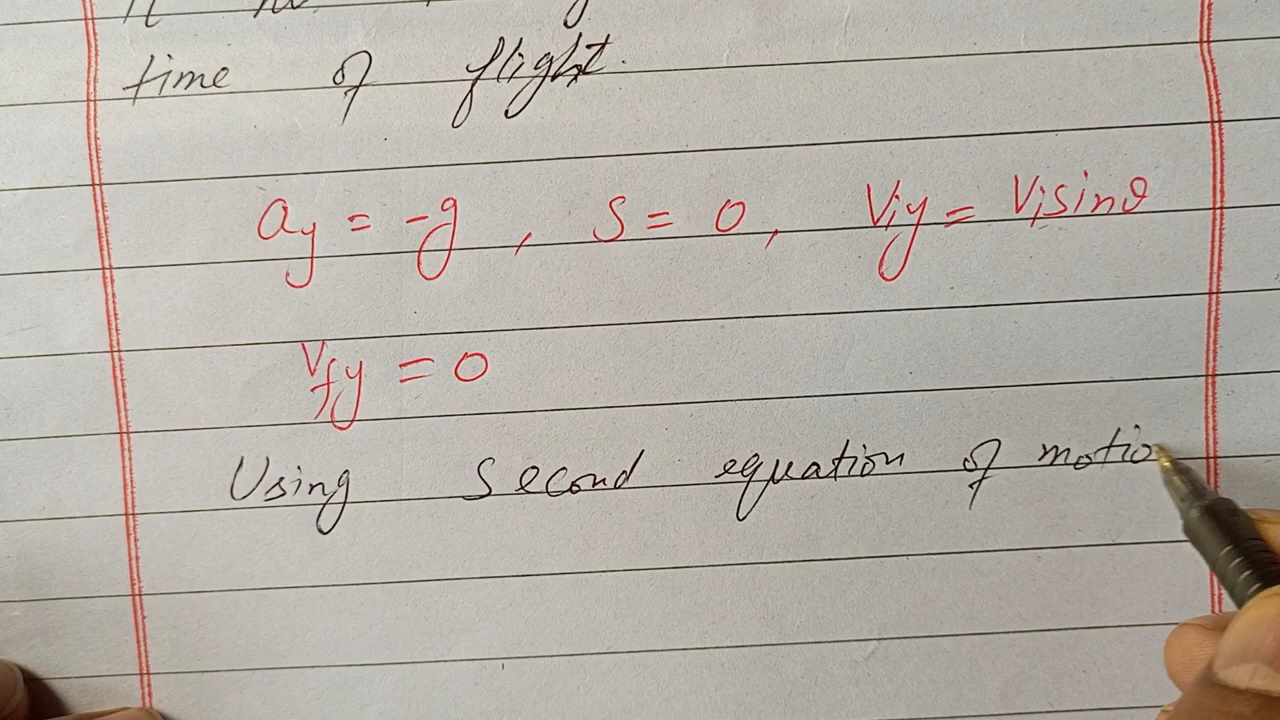 time of flight.
ay = -g , S = 0, Viy = Visinθ
Vfy = 0
Using Second equation of motio